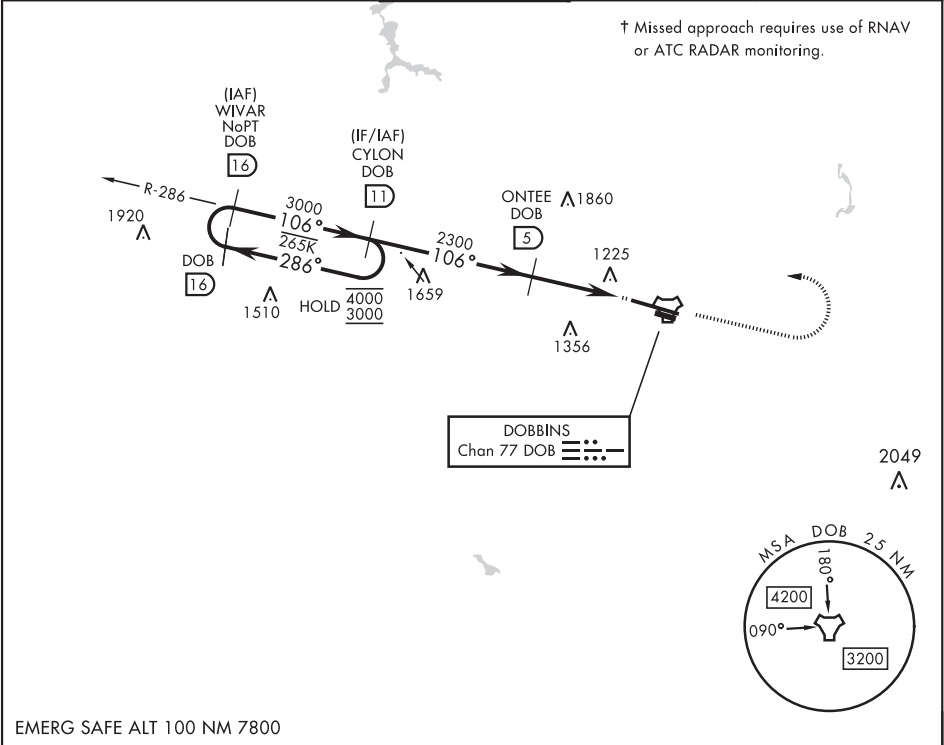 † Missed approach requires use of RNAV
or ATC RADAR monitoring.
(IAF)
WIVAR
NoPT
DOB
16
(IF/IAF)
CYLON
DOB
11
R-286
1920
3000
106°
265K
286°
DOB
16
1510
HOLD
4000
3000
1659
2300
106°
ONTEE
DOB
5
1860
1225
1356
DOBBINS
Chan 77 DOB
2049
MSA DOB 25 NM
180°
4200
090°
3200
EMERG SAFE ALT 100 NM 7800